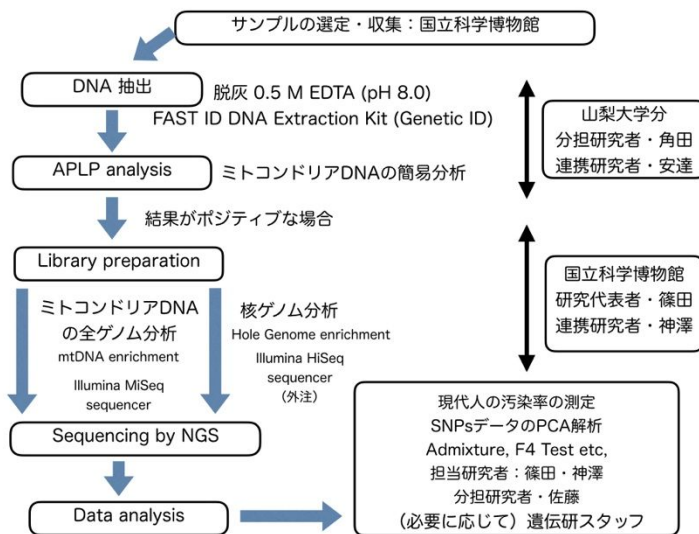 サンプルの選定・収集：国立科学博物館
DNA 抽出
脱灰 0.5 M EDTA (pH 8.0)
FAST ID DNA Extraction Kit (Genetic ID)
APLP analysis
ミトコンドリアDNAの簡易分析
山梨大学分
分担研究者・角田
連携研究者・安達
結果がポジティブな場合
Library preparation
ミトコンドリアDNA
の全ゲノム分析
mtDNA enrichment
Illumina MiSeq
sequencer
核ゲノム分析
Hole Genome enrichment
Illumina HiSeq
sequencer
（外注）
国立科学博物館
研究代表者・篠田
連携研究者・神澤
Sequencing by NGS
Data analysis
現代人の汚染率の測定
SNPsデータのPCA解析
Admixture, F4 Test etc,
担当研究者：篠田・神澤
分担研究者・佐藤
（必要に応じて）遺伝研スタッフ